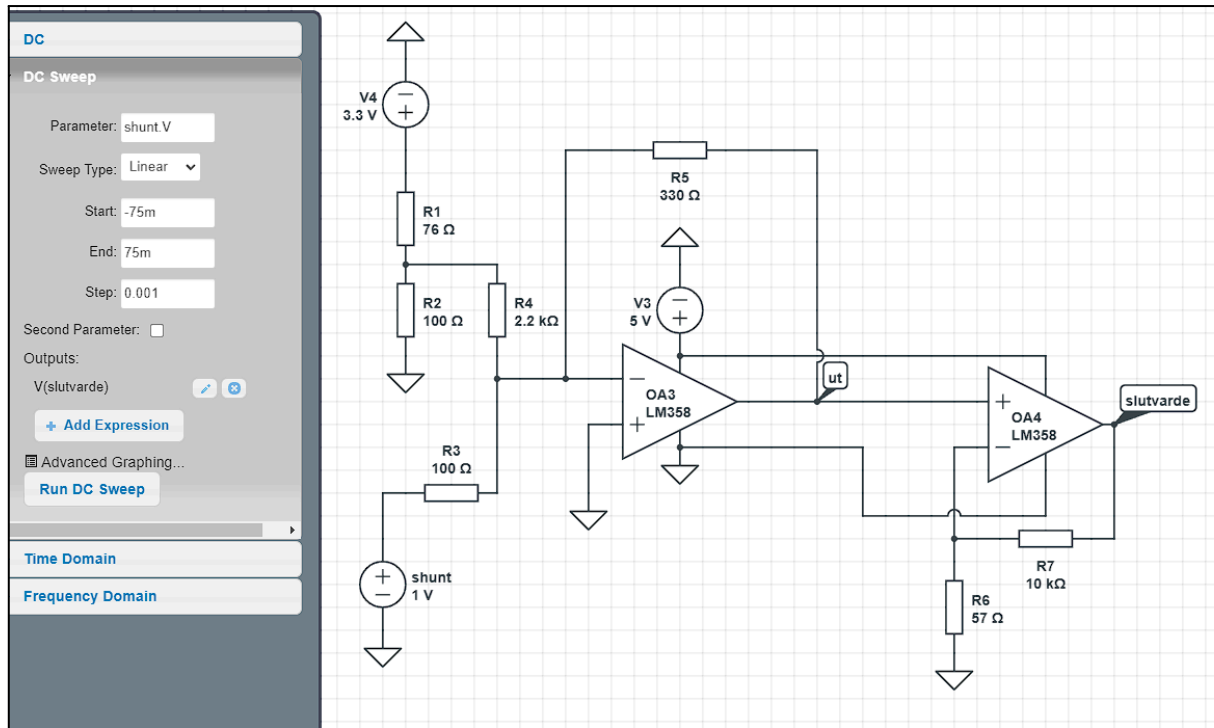 DC
DC Sweep
Parameter: shunt.V
Sweep Type: Linear
Start: -75m
End: 75m
Step: 0.001
Second Parameter:
Outputs:
V(slutvarde)
+ Add Expression
Advanced Graphing...
Run DC Sweep
Time Domain
Frequency Domain
V4
3.3 V
R1
76 Ω
R2
100 Ω
R4
2.2 kΩ
R3
100 Ω
shunt
1 V
R5
330 Ω
V3
5 V
OA3
LM358
ut
OA4
LM358
slutvarde
R7
10 kΩ
R6
57 Ω